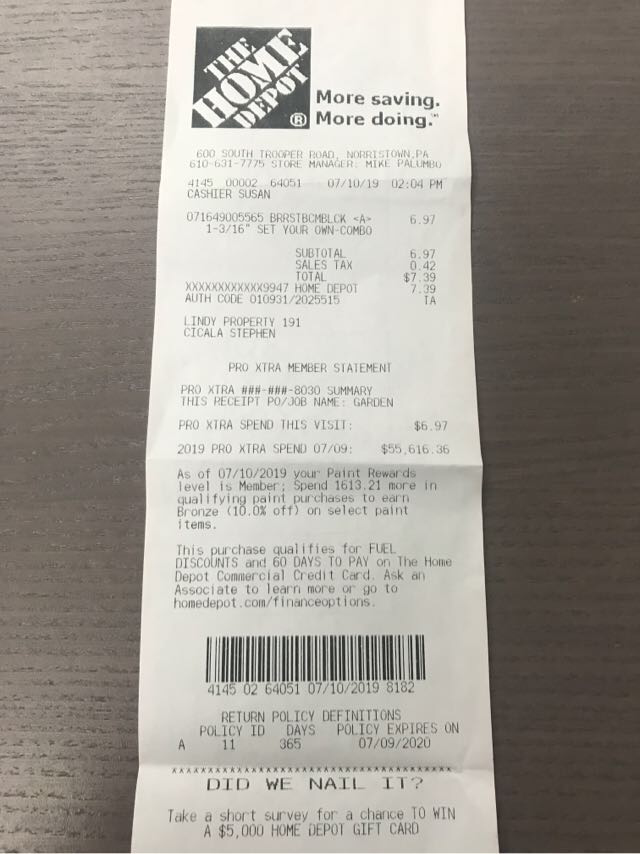 THE
HOME
DEPOT
®
More saving.
More doing.™
600 SOUTH TROOPER ROAD, NORRISTOWN,PA
610-631-7775 STORE MANAGER: MIKE PALUMBO
4145 00002 64051 07/10/19 02:04 PM
CASHIER SUSAN
071649005565 BRRSTBCMBLCK <A> 6.97
1-3/16" SET YOUR OWN-COMBO
SUBTOTAL 6.97
SALES TAX 0.42
TOTAL $7.39
XXXXXXXXXXXX9947 HOME DEPOT 7.39
AUTH CODE 010931/2025515 TA
LINDY PROPERTY 191
CICALA STEPHEN
PRO XTRA MEMBER STATEMENT
PRO XTRA ###-###-8030 SUMMARY
THIS RECEIPT PO/JOB NAME: GARDEN
PRO XTRA SPEND THIS VISIT: $6.97
2019 PRO XTRA SPEND 07/09: $55,616.36
As of 07/10/2019 your Paint Rewards
level is Member; Spend 1613.21 more in
qualifying paint purchases to earn
Bronze (10.0% off) on select paint
items.
This purchase qualifies for FUEL
DISCOUNTS and 60 DAYS TO PAY on The Home
Depot Commercial Credit Card. Ask an
Associate to learn more or go to
homedepot.com/financeoptions.
4145 02 64051 07/10/2019 8182
RETURN POLICY DEFINITIONS
POLICY ID DAYS POLICY EXPIRES ON
A 11 365 07/09/2020
DID WE NAIL IT?
Take a short survey for a chance TO WIN
A $5,000 HOME DEPOT GIFT CARD